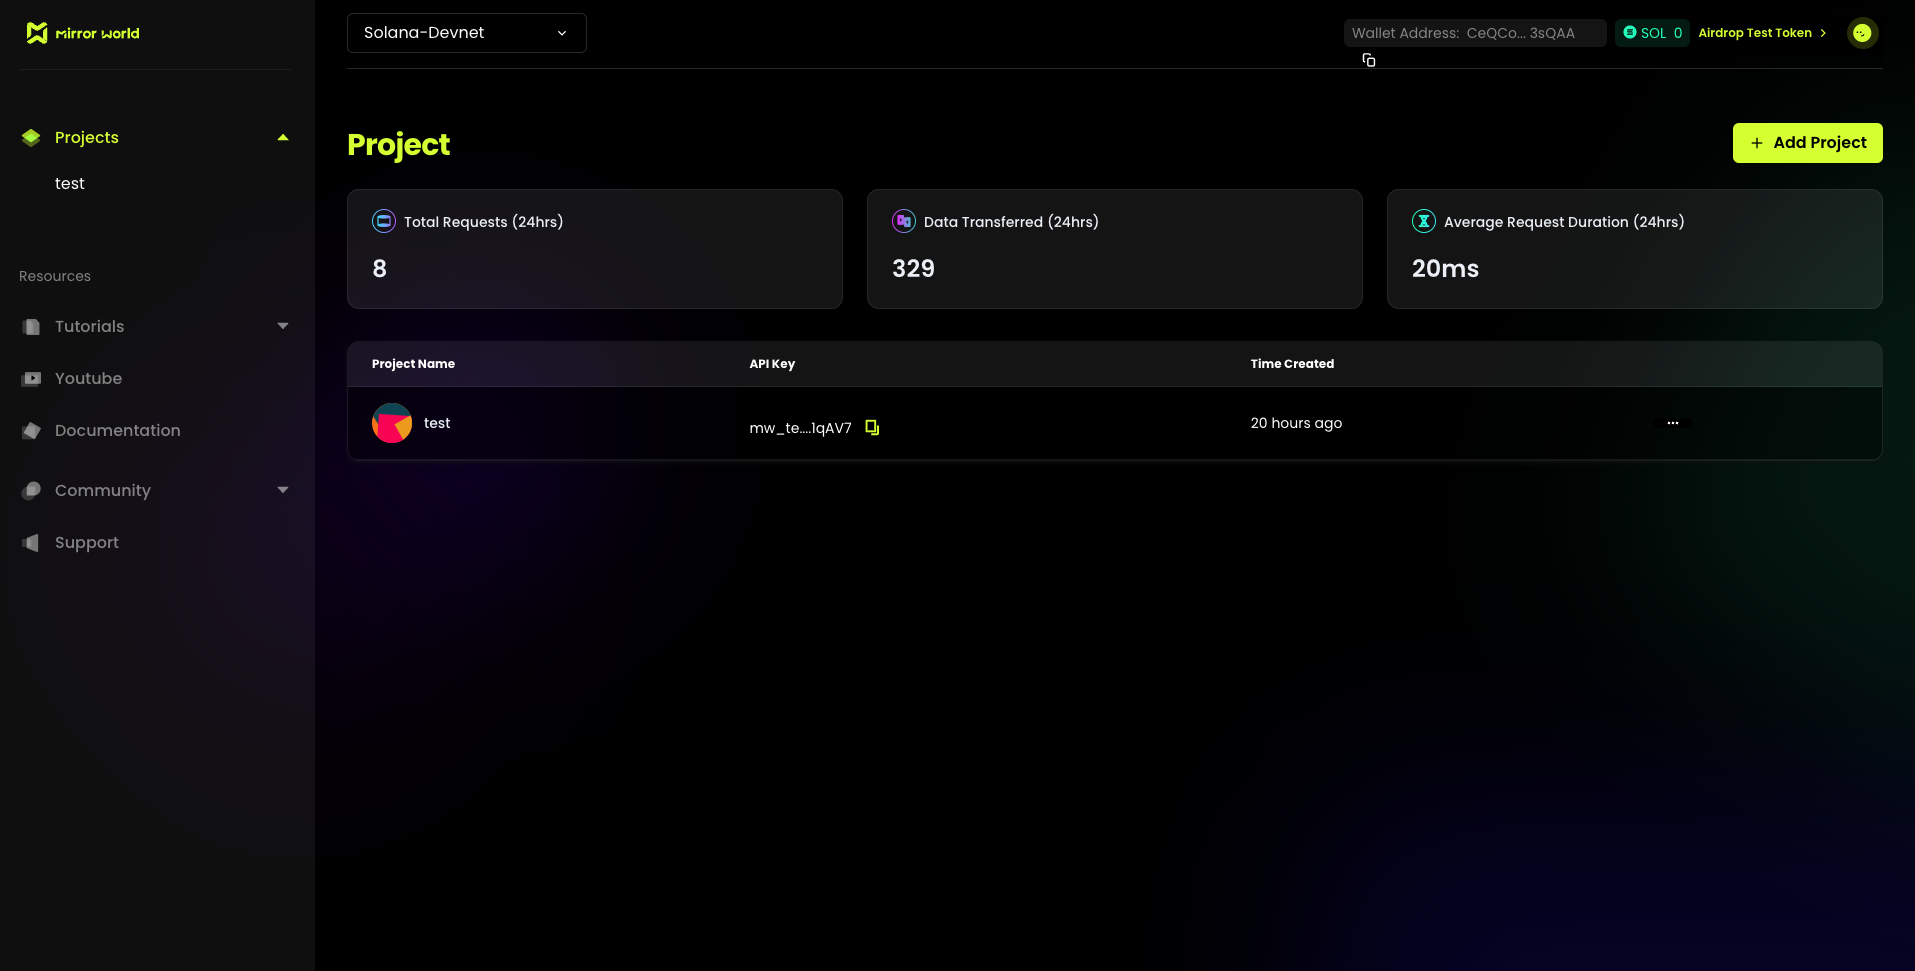 mirror world
Solana-Devnet
Wallet Address: CeQCo... 3sQAA
SOL 0
Airdrop Test Token
Projects
test
Resources
Tutorials
Youtube
Documentation
Community
Support
Project
+ Add Project
Total Requests (24hrs)
8
Data Transferred (24hrs)
329
Average Request Duration (24hrs)
20ms
Project Name API Key Time Created
test mw_te....1qAV7 20 hours ago ...